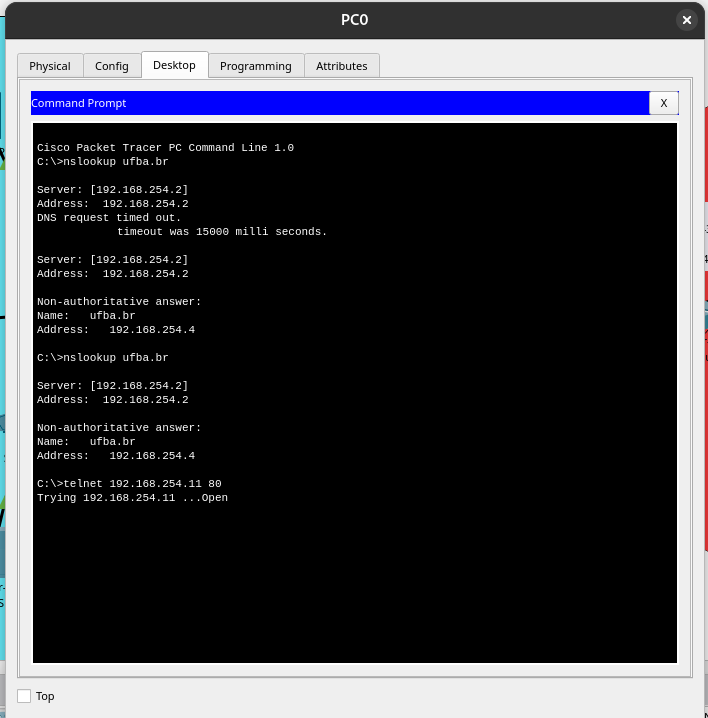 PC0
Physical
Config
Desktop
Programming
Attributes
Command Prompt
X
Cisco Packet Tracer PC Command Line 1.0
C:\>nslookup ufba.br
Server: [192.168.254.2]
Address:  192.168.254.2
DNS request timed out.
timeout was 15000 milli seconds.
Server: [192.168.254.2]
Address:  192.168.254.2
Non-authoritative answer:
Name:   ufba.br
Address:   192.168.254.4
C:\>nslookup ufba.br
Server: [192.168.254.2]
Address:  192.168.254.2
Non-authoritative answer:
Name:   ufba.br
Address:   192.168.254.4
C:\>telnet 192.168.254.11 80
Trying 192.168.254.11 ...Open
Top